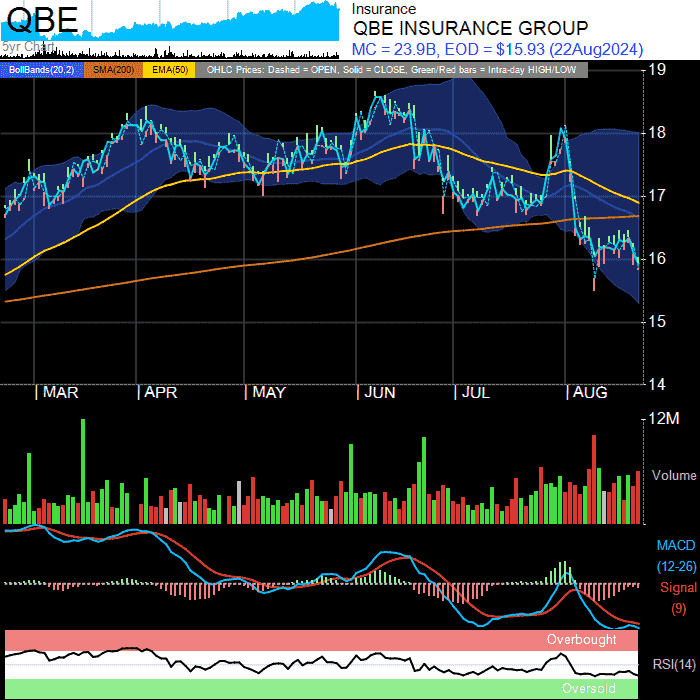 QBE
5yr Chart
Insurance
QBE INSURANCE GROUP
MC = 23.9B, EOD = $15.93 (22Aug2024)
BollBands(20,2) SMA(200) EMA(50) OHLC Prices: Dashed = OPEN, Solid = CLOSE, Green/Red bars = Intra-day HIGH/LOW
19
18
17
16
15
14
| MAR | APR | MAY | JUN | JUL | AUG
12M
Volume
MACD
(12-26)
Signal
(9)
Overbought
RSI(14)
Oversold